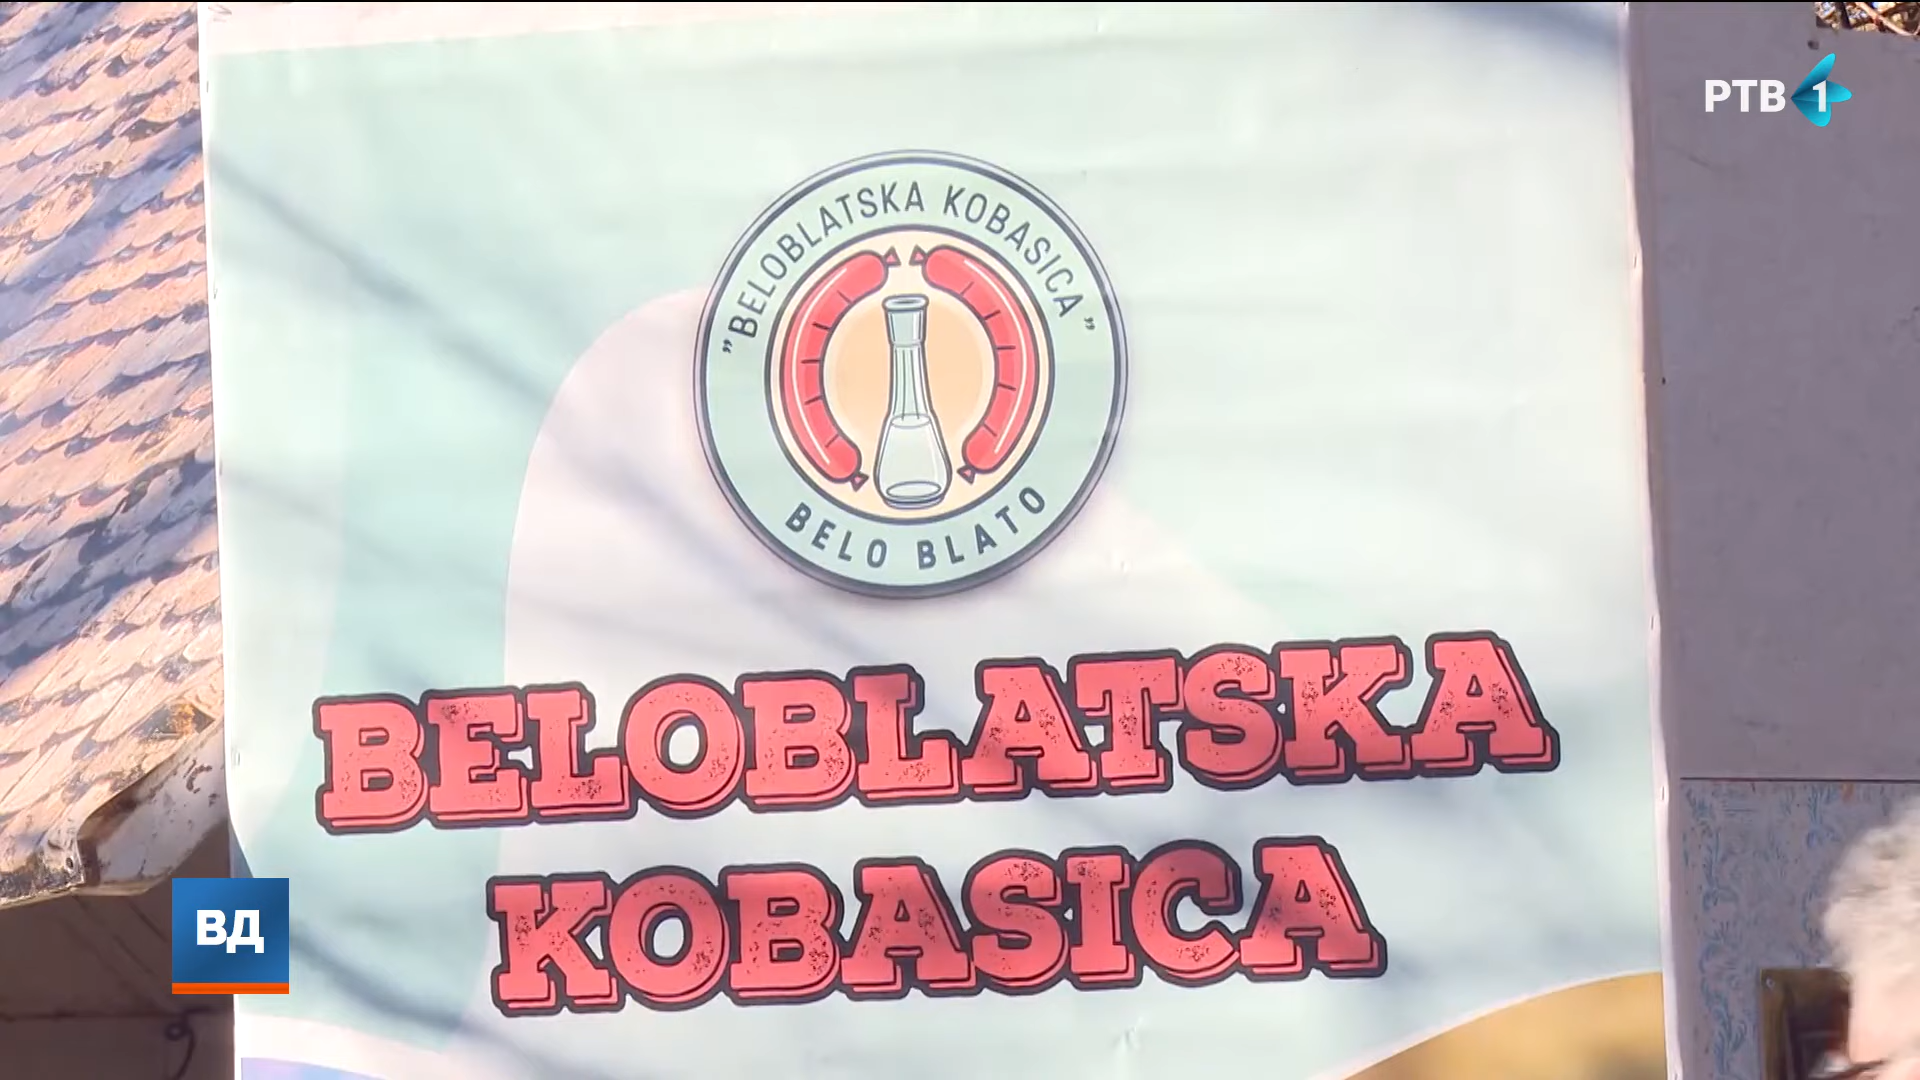 РТВ 1
"BELOBLATSKA KOBASICA"
BELO BLATO
BELOBLATSKA
KOBASICA
ВД